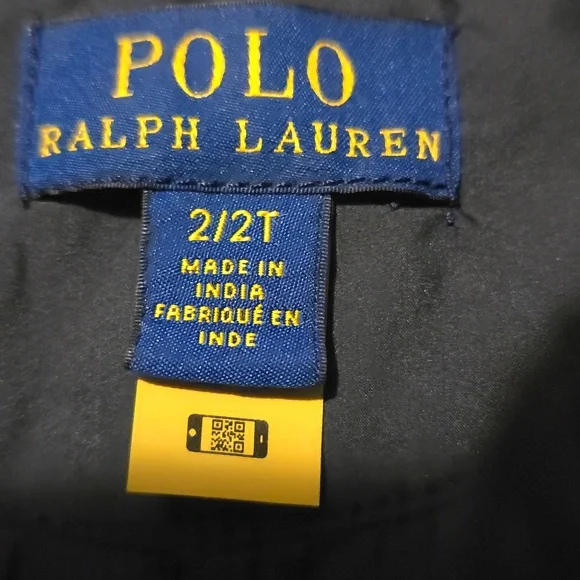 POLO
RALPH LAUREN
2/2T
MADE IN
INDIA
FABRIQUÉ EN
INDE